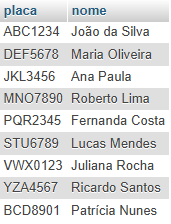 placa nome
ABC1234 João da Silva
DEF5678 Maria Oliveira
JKL3456 Ana Paula
MNO7890 Roberto Lima
PQR2345 Fernanda Costa
STU6789 Lucas Mendes
VWX0123 Juliana Rocha
YZA4567 Ricardo Santos
BCD8901 Patrícia Nunes